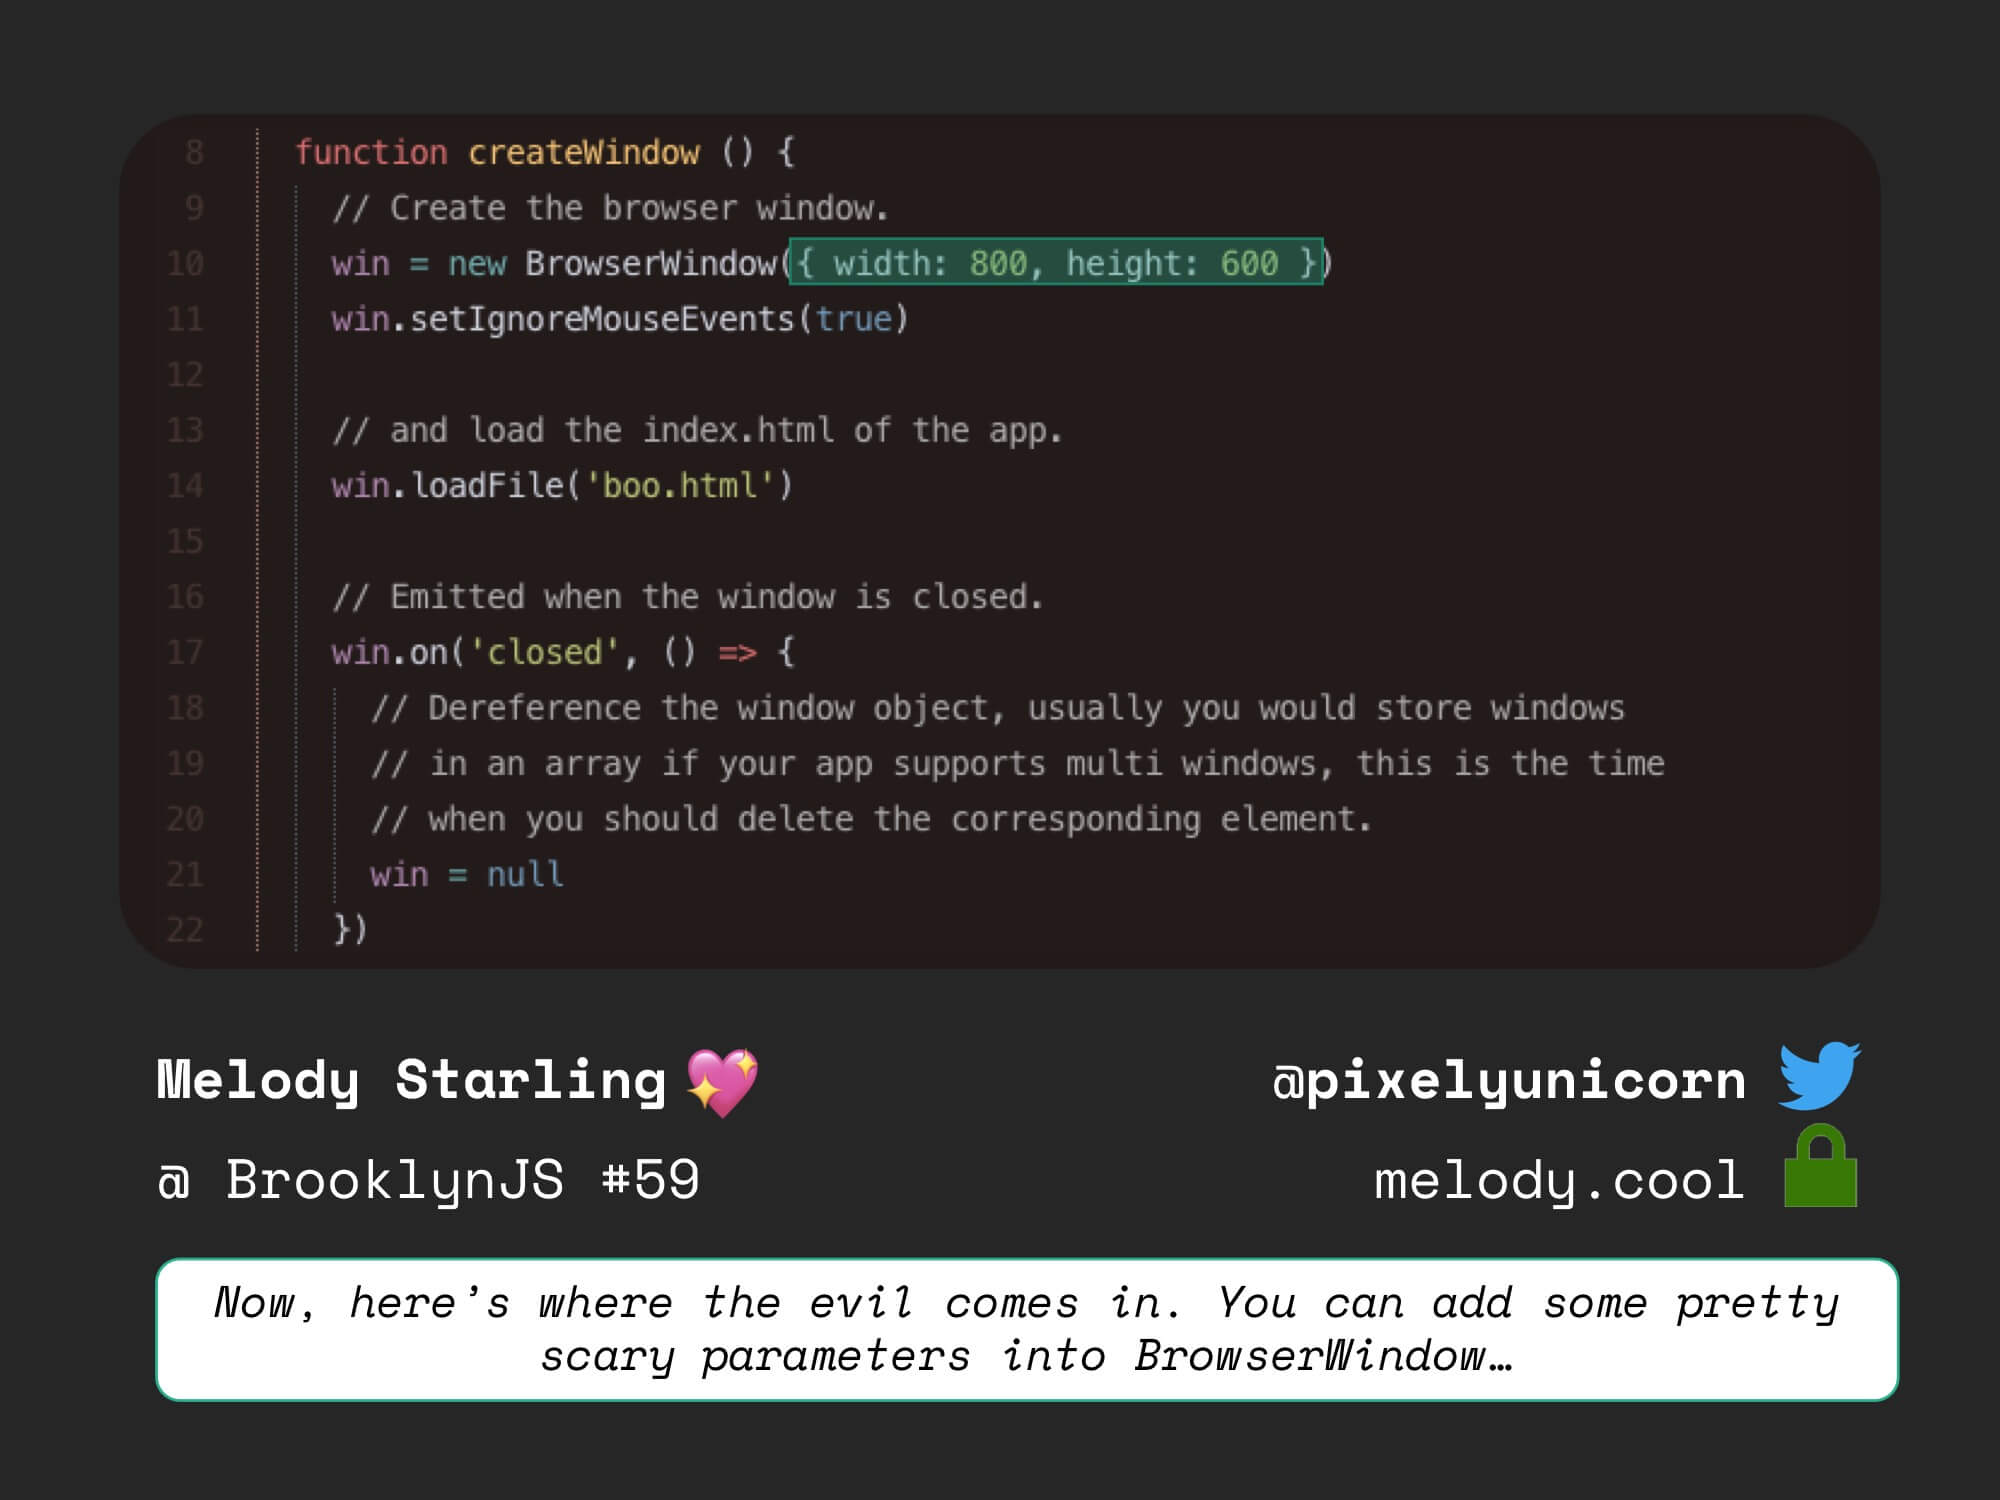 8 function createWindow () {
9 // Create the browser window.
10 win = new BrowserWindow({ width: 800, height: 600 })
11 win.setIgnoreMouseEvents(true)
12
13 // and load the index.html of the app.
14 win.loadFile('boo.html')
15
16 // Emitted when the window is closed.
17 win.on('closed', () => {
18 // Dereference the window object, usually you would store windows
19 // in an array if your app supports multi windows, this is the time
20 // when you should delete the corresponding element.
21 win = null
22 })
Melody Starling 💖
@ BrooklynJS #59
@pixelyunicorn
melody.cool
Now, here’s where the evil comes in. You can add some pretty
scary parameters into BrowserWindow…